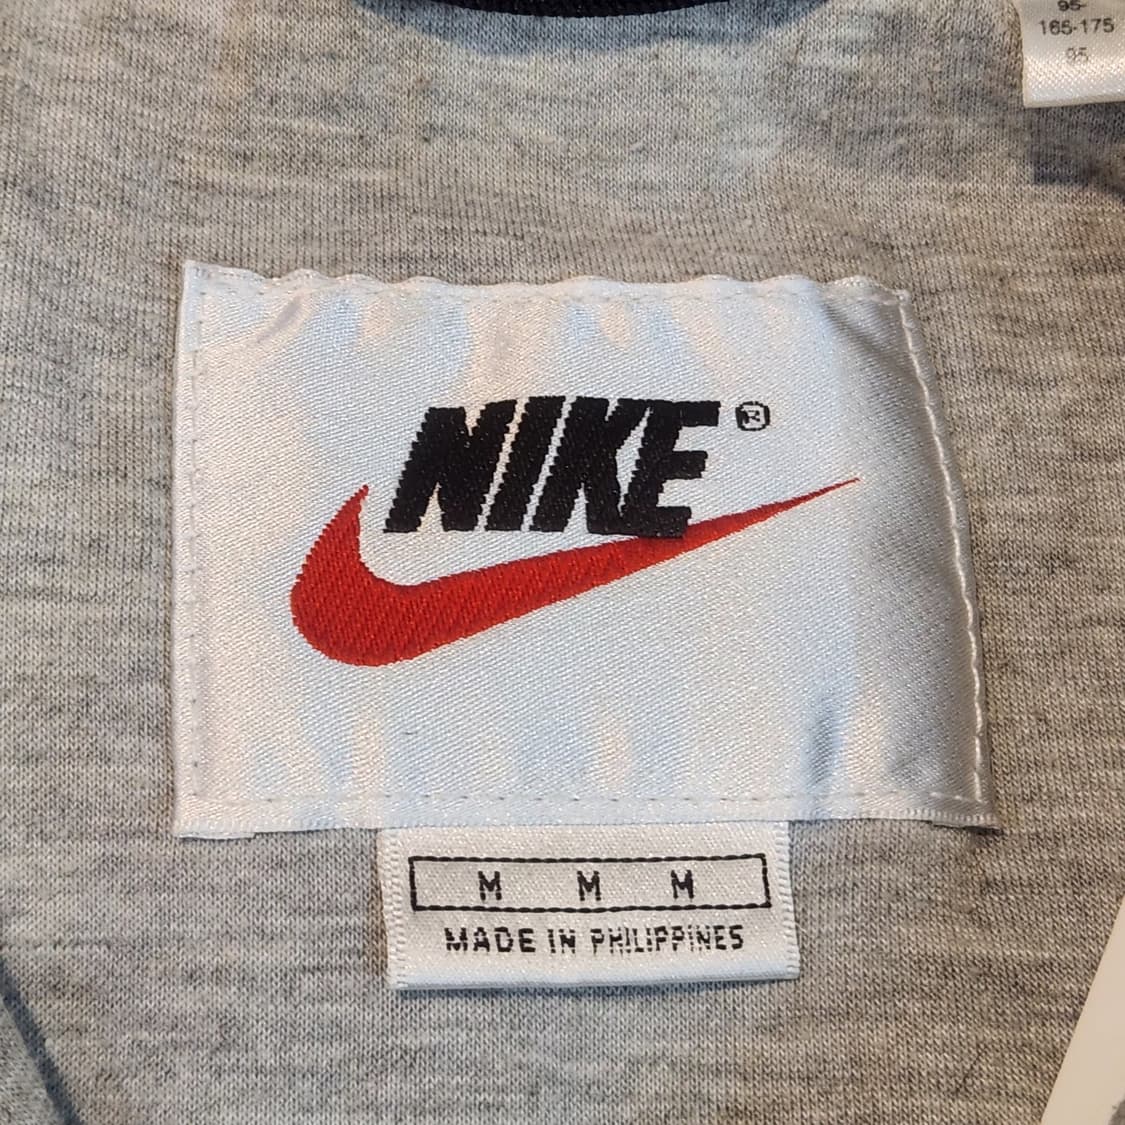 95-
165-175
95
NIKE®
M M M
MADE IN PHILIPPINES